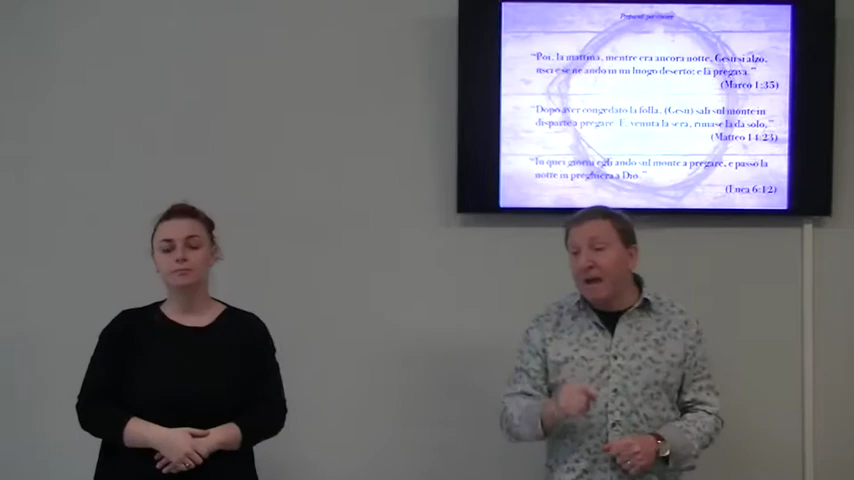 Preparati per vincere
“Poi, la mattina, mentre era ancora notte, Gesù si alzò,
uscì e se ne andò in un luogo deserto; e là pregava.”
(Marco 1:35)
“Dopo aver congedato la folla, (Gesù) salì sul monte in
disparte a pregare. E, venuta la sera, rimase là da solo,”
(Matteo 14:23)
“In quei giorni egli andò sul monte a pregare, e passò la
notte in preghiera a Dio.”
(Luca 6:12)